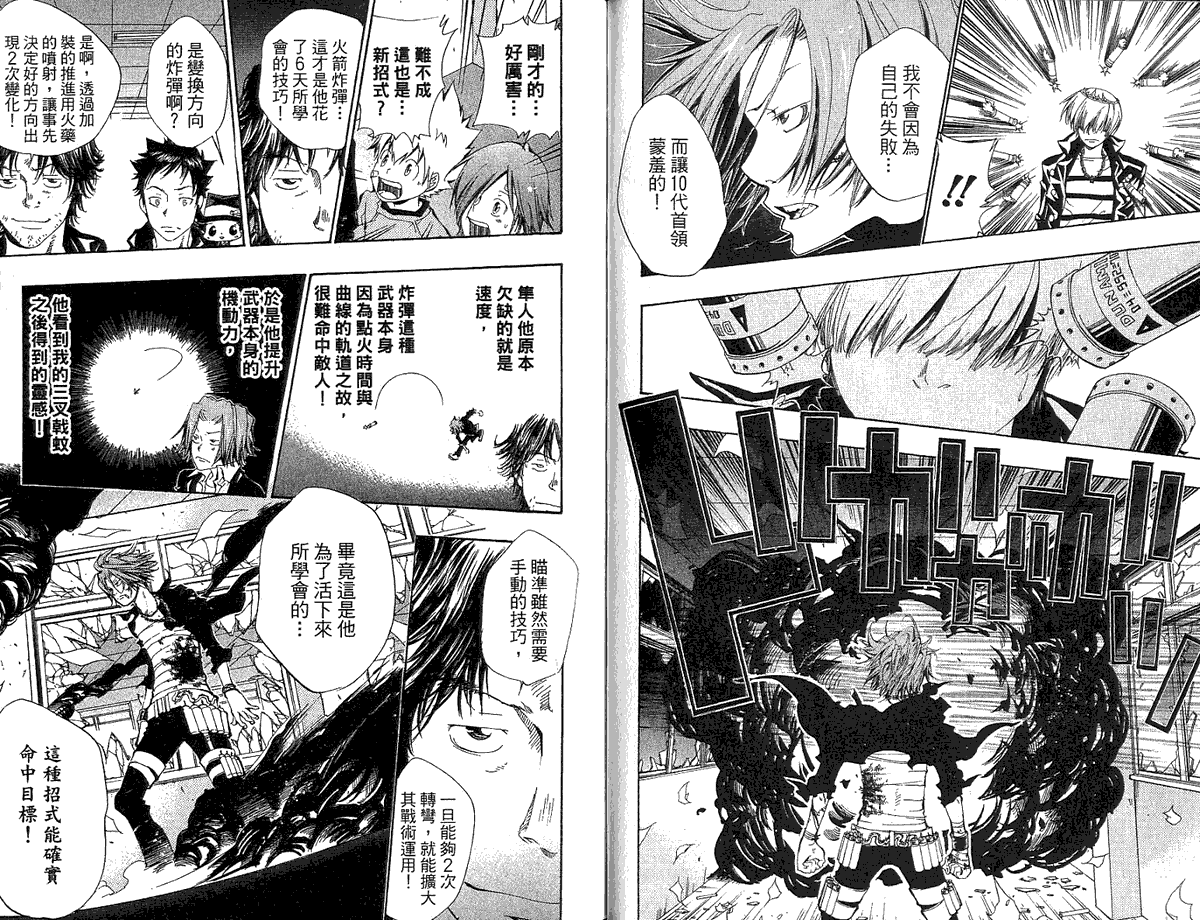 !!
我不會因為
自己的失敗…
而讓10代首領
蒙羞的！
ドガガガガッ
剛才的…
好厲害…
難不成
這也是…
新招式？
火箭炸彈…
這才是他花
了6天所學
會的技巧！
是變換方向
的炸彈啊？
是啊，透過加
裝的推進用火藥
的噴射，讓事先
決定好的方向出
現2次變化！
隼人他原本
欠缺的就是
速度，
炸彈這種
武器本身
因為點火時間與
曲線的軌道之故，
很難命中敵人！
於是他提升
武器本身的
機動力，
他看到我的三叉戟蚊
之後得到的靈感！
瞄準雖然需要
手動的技巧，
一旦能夠2次
轉彎，就能擴大
其戰術運用！
畢竟這是他
為了活下來
所學會的…
這種招式能確實
命中目標！